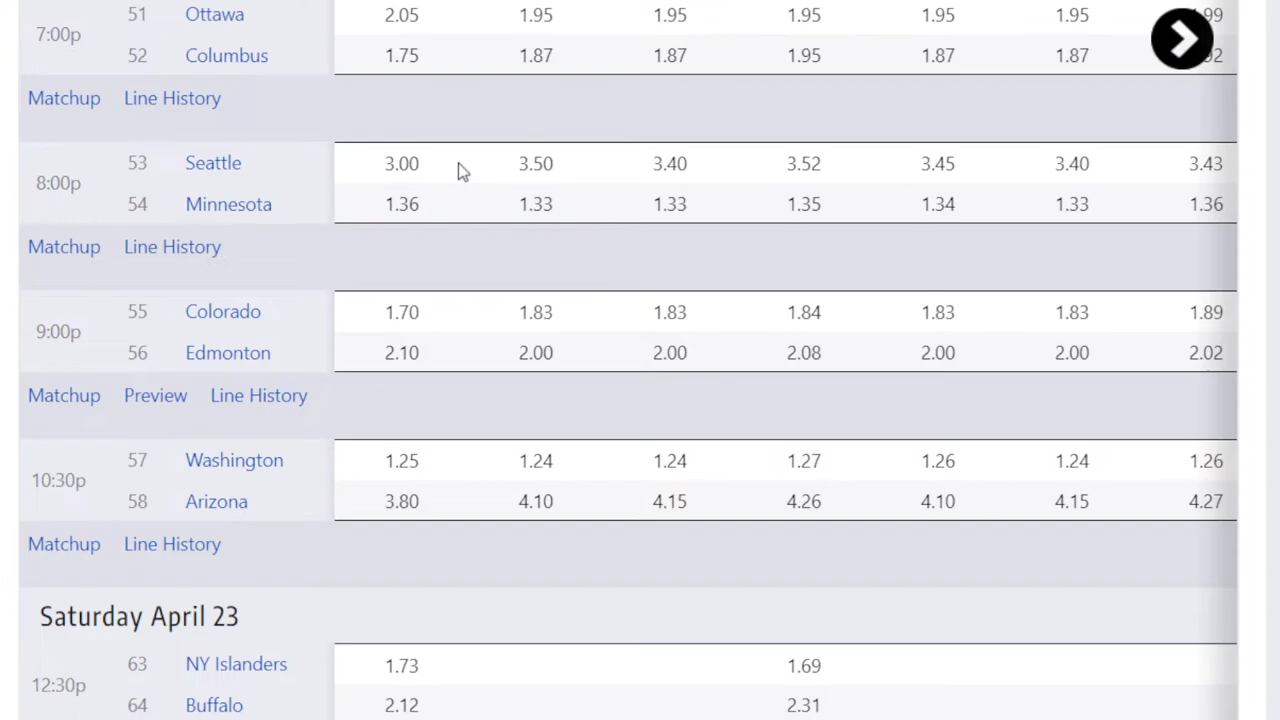 51 Ottawa 2.05 1.95 1.95 1.95 1.95 1.95 1.99
7:00p
52 Columbus 1.75 1.87 1.87 1.95 1.87 1.87
Matchup Line History
53 Seattle 3.00 3.50 3.40 3.52 3.45 3.40 3.43
8:00p
54 Minnesota 1.36 1.33 1.33 1.35 1.34 1.33 1.36
Matchup Line History
55 Colorado 1.70 1.83 1.83 1.84 1.83 1.83 1.89
9:00p
56 Edmonton 2.10 2.00 2.00 2.08 2.00 2.00 2.02
Matchup Preview Line History
57 Washington 1.25 1.24 1.24 1.27 1.26 1.24 1.26
10:30p
58 Arizona 3.80 4.10 4.15 4.26 4.10 4.15 4.27
Matchup Line History
Saturday April 23
63 NY Islanders 1.73 1.69
12:30p
64 Buffalo 2.12 2.31